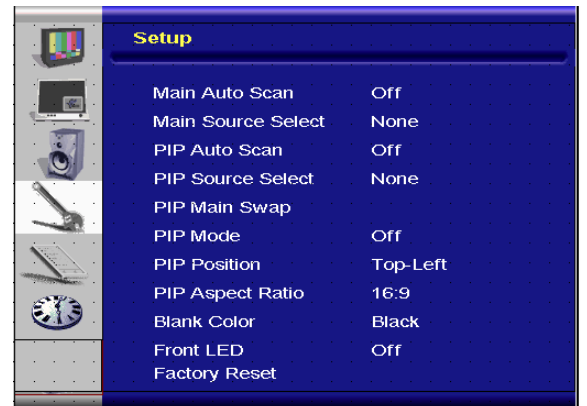 Setup
Main Auto Scan Off
Main Source Select None
PIP Auto Scan Off
PIP Source Select None
PIP Main Swap
PIP Mode Off
PIP Position Top-Left
PIP Aspect Ratio 16:9
Blank Color Black
Front LED Off
Factory Reset